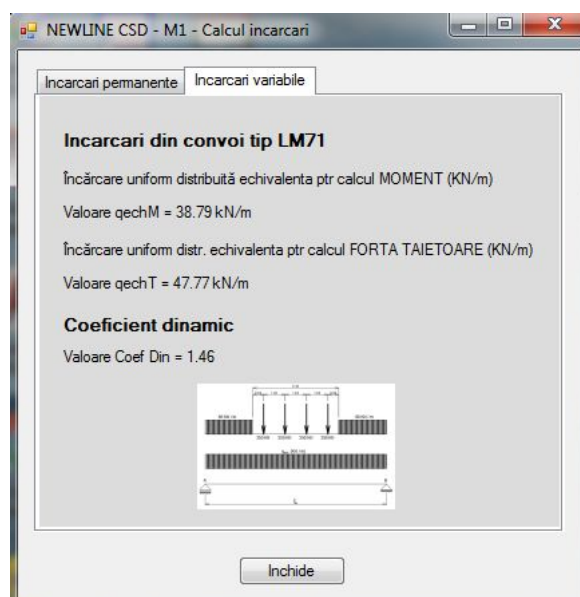 NEWLINE CSD - M1 - Calcul incarcari
Incarcari permanente
Incarcari variabile
Incarcari din convoi tip LM71
Încărcare uniform distribuită echivalenta ptr calcul MOMENT (KN/m)
Valoare qechM = 38.79 kN/m
Încărcare uniform distr. echivalenta ptr calcul FORTA TAIETOARE (KN/m)
Valoare qechT = 47.77 kN/m
Coeficient dinamic
Valoare Coef Din = 1.46
Inchide